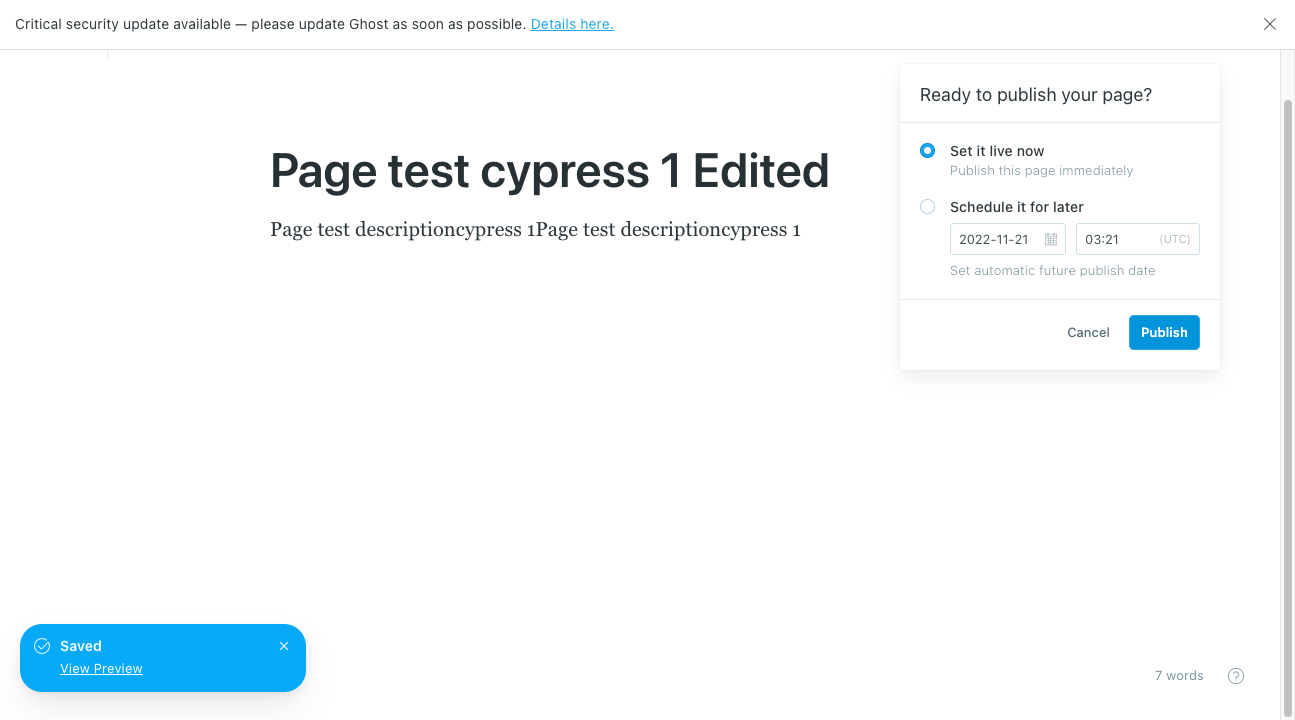 Critical security update available — please update Ghost as soon as possible. Details here.
Ready to publish your page?
Set it live now
Publish this page immediately
Schedule it for later
2022-11-21 03:21 (UTC)
Set automatic future publish date
Cancel Publish
Page test cypress 1 Edited
Page test descriptioncypress 1Page test descriptioncypress 1
Saved
View Preview
7 words ?